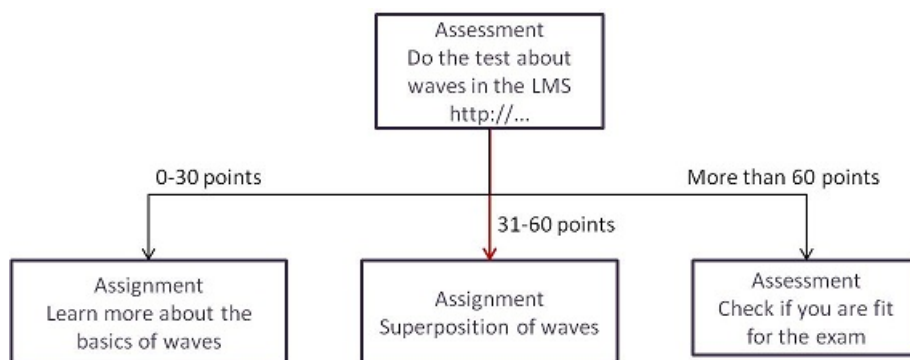 Assessment
Do the test about
waves in the LMS
http://...
0-30 points
More than 60 points
31-60 points
Assignment
Learn more about the
basics of waves
Assignment
Superposition of waves
Assessment
Check if you are fit
for the exam